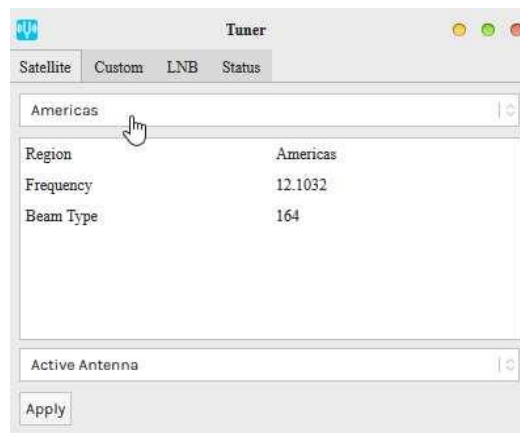 Tuner
Satellite Custom LNB Status
Americas
Region Americas
Frequency 12.1032
Beam Type 164
Active Antenna
Apply